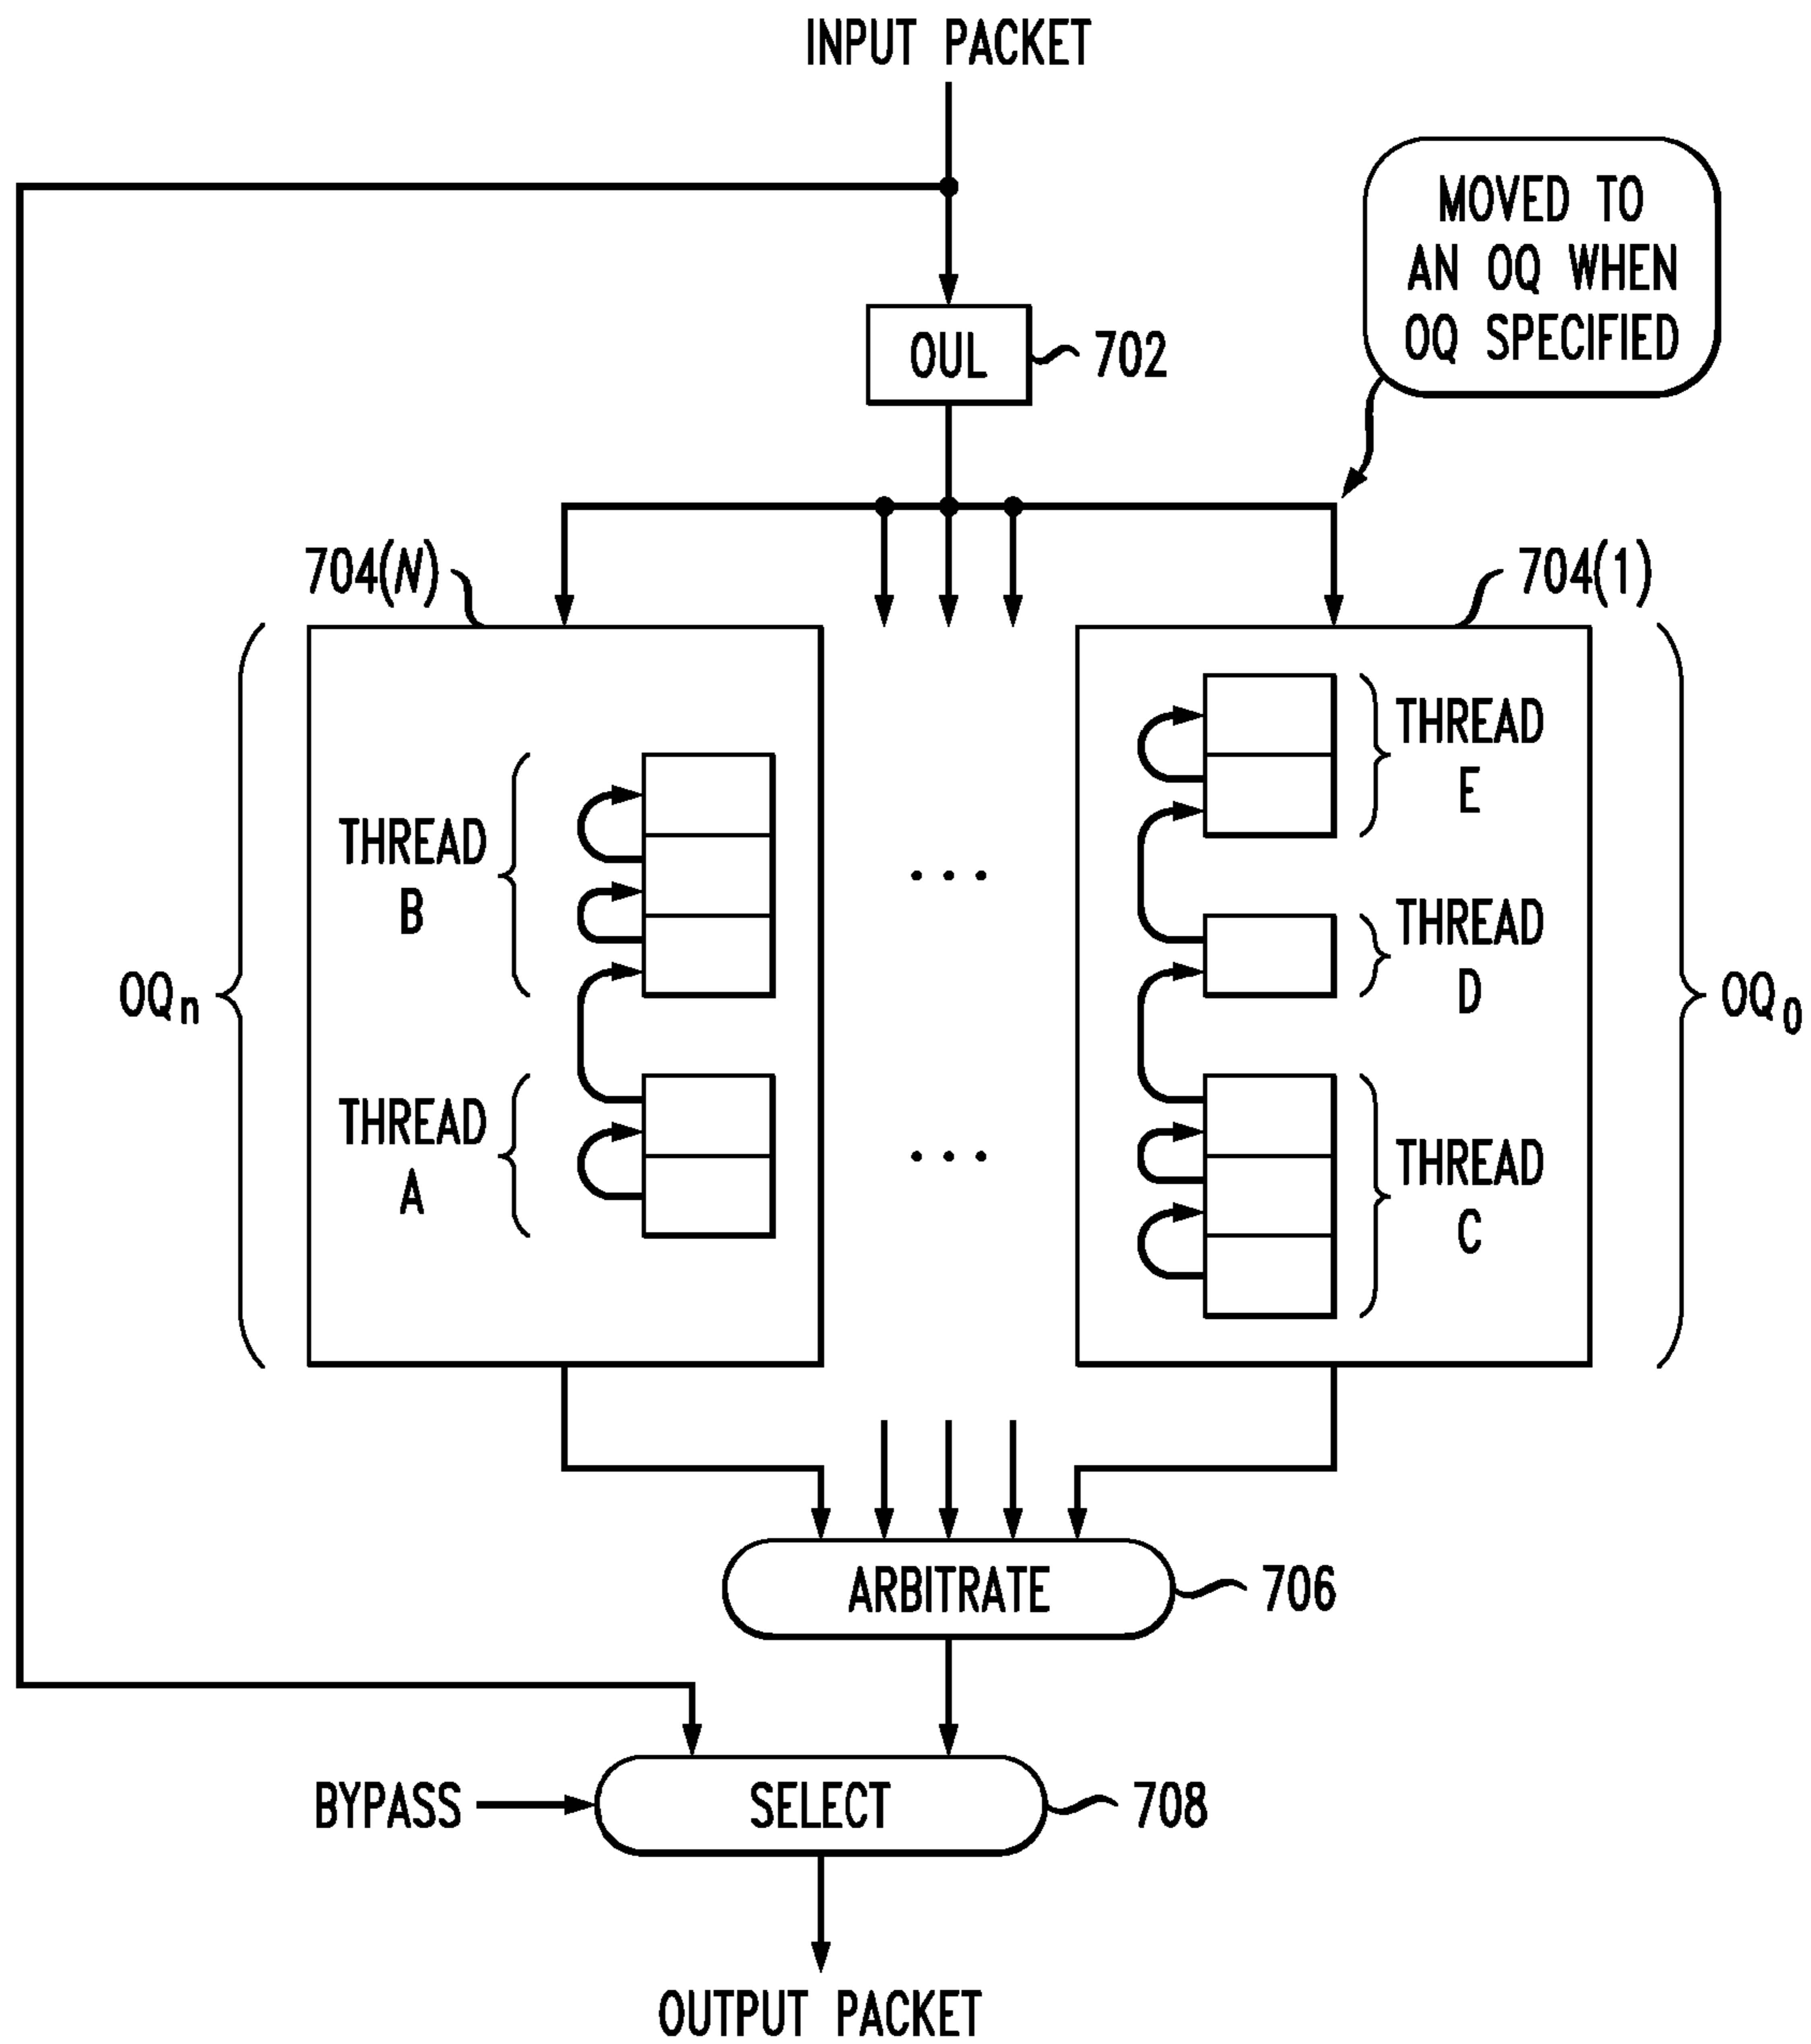 INPUT PACKET
MOVED TO
AN OQ WHEN
OQ SPECIFIED
OUL
702
704(N)
704(1)
THREAD
E
THREAD
B
. . .
THREAD
D
OQn
OQ0
THREAD
A
. . .
THREAD
C
ARBITRATE
706
BYPASS
SELECT
708
OUTPUT PACKET